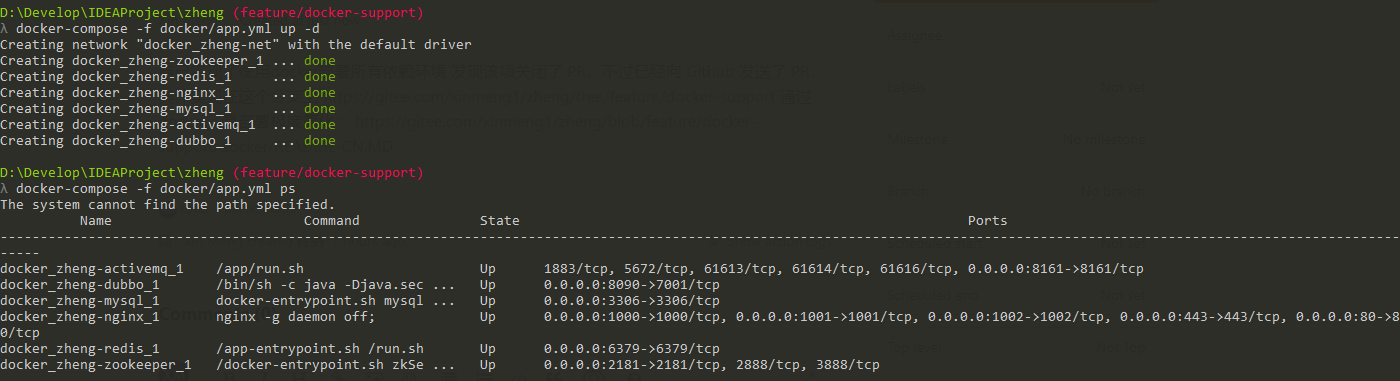 D:\Develop\IDEAProject\zheng (feature/docker-support)
λ docker-compose -f docker/app.yml up -d
Creating network "docker_zheng-net" with the default driver
Creating docker_zheng-zookeeper_1 ... done
Creating docker_zheng-redis_1     ... done
Creating docker_zheng-nginx_1     ... done
Creating docker_zheng-mysql_1     ... done
Creating docker_zheng-activemq_1  ... done
Creating docker_zheng-dubbo_1     ... done
D:\Develop\IDEAProject\zheng (feature/docker-support)
λ docker-compose -f docker/app.yml ps
The system cannot find the path specified.
Name Command State Ports
-----------------------------------------------------------------------------------------------------------------------------------------------------------------------------
-----
docker_zheng-activemq_1    /app/run.sh                      Up      1883/tcp, 5672/tcp, 61613/tcp, 61614/tcp, 61616/tcp, 0.0.0.0:8161->8161/tcp
docker_zheng-dubbo_1       /bin/sh -c java -Djava.sec ...   Up      0.0.0.0:8090->7001/tcp
docker_zheng-mysql_1       docker-entrypoint.sh mysql ...   Up      0.0.0.0:3306->3306/tcp
docker_zheng-nginx_1       nginx -g daemon off;             Up      0.0.0.0:1000->1000/tcp, 0.0.0.0:1001->1001/tcp, 0.0.0.0:1002->1002/tcp, 0.0.0.0:443->443/tcp, 0.0.0.0:80->8
0/tcp
docker_zheng-redis_1       /app-entrypoint.sh /run.sh       Up      0.0.0.0:6379->6379/tcp
docker_zheng-zookeeper_1   /docker-entrypoint.sh zkSe ...   Up      0.0.0.0:2181->2181/tcp, 2888/tcp, 3888/tcp